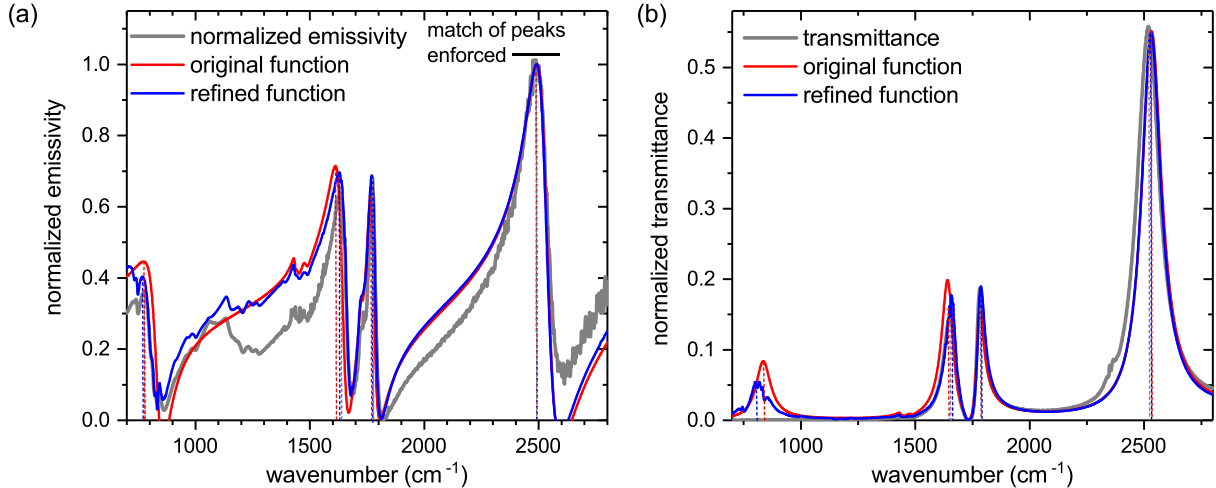 (a)
normalized emissivity
original function
refined function
match of peaks
enforced
normalized emissivity
1.0
0.8
0.6
0.4
0.2
0.0
1000
1500
2000
2500
wavenumber (cm⁻¹)
(b)
transmittance
original function
refined function
normalized transmittance
0.5
0.4
0.3
0.2
0.1
0.0
1000
1500
2000
2500
wavenumber (cm⁻¹)